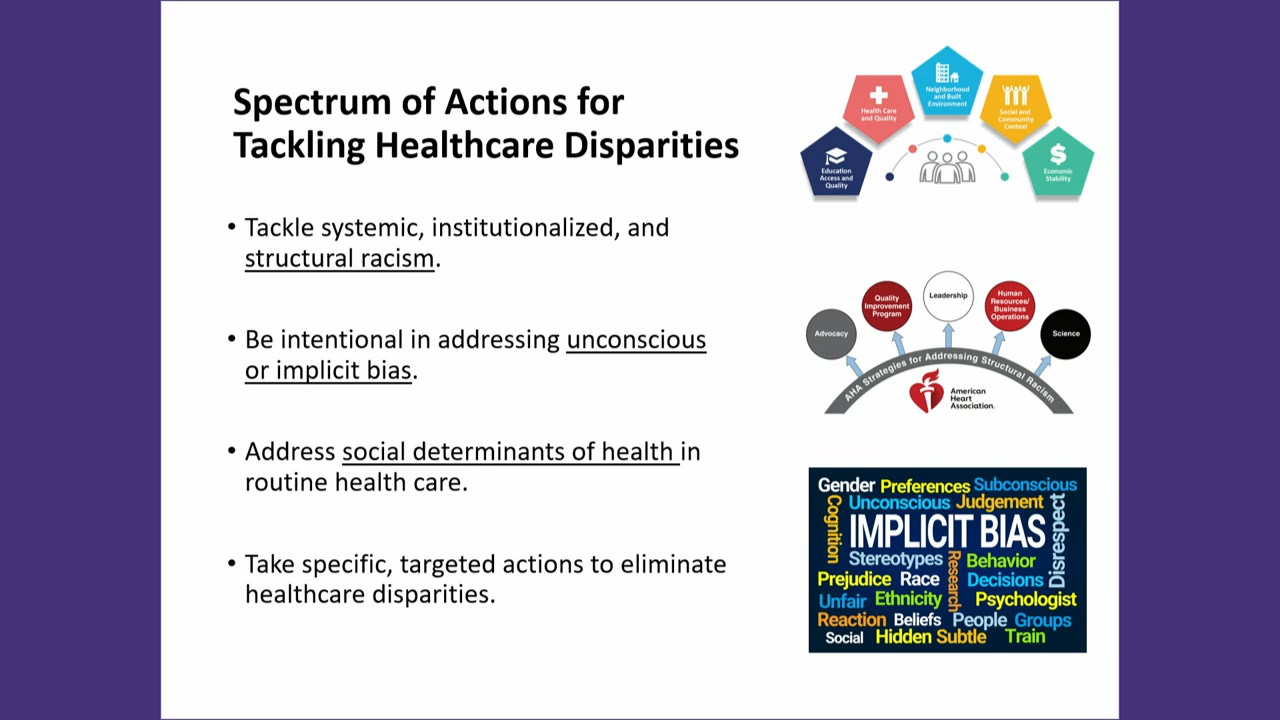 Spectrum of Actions for
Tackling Healthcare Disparities
• Tackle systemic, institutionalized, and
structural racism.
• Be intentional in addressing unconscious
or implicit bias.
• Address social determinants of health in
routine health care.
• Take specific, targeted actions to eliminate
healthcare disparities.
Education
Access and
Quality
Health Care
and Quality
Neighborhood
and Built
Environment
Social and
Community
Context
Economic
Stability
Advocacy
Quality
Improvement
Program
Leadership
Human
Resources/
Business
Operations
Science
AHA Strategies for Addressing Structural Racism
American
Heart
Association.
Gender Preferences Subconscious
Unconscious Judgement
Cognition
IMPLICIT BIAS
Disrespect
Stereotypes
Research
Behavior
Prejudice Race
Decisions
Unfair Ethnicity
Psychologist
Reaction Beliefs People Groups
Social Hidden Subtle Train